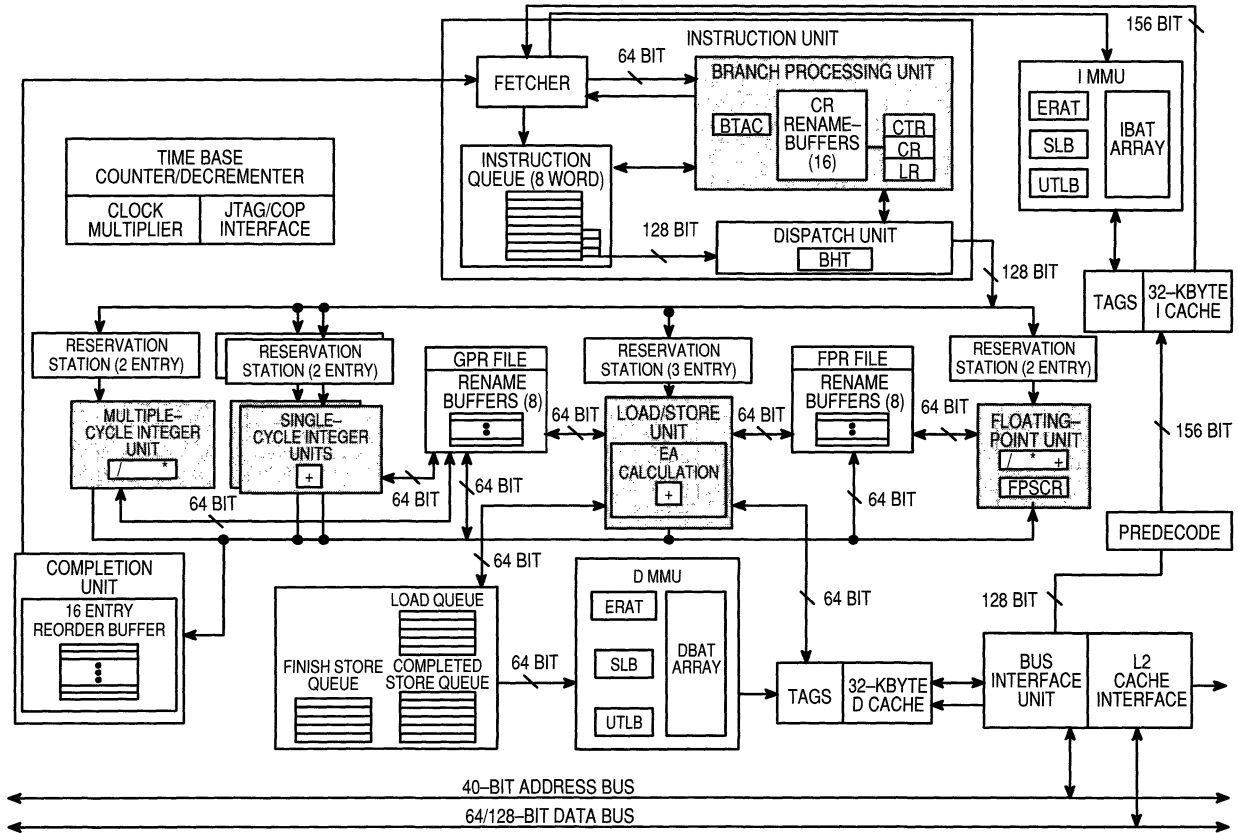 156 BIT
INSTRUCTION UNIT
64 BIT
FETCHER
BRANCH PROCESSING UNIT
BTAC
CR
RENAME–
BUFFERS
(16)
CTR
CR
LR
I MMU
ERAT
SLB
UTLB
IBAT
ARRAY
TIME BASE
COUNTER/DECREMENTER
CLOCK
MULTIPLIER
JTAG/COP
INTERFACE
INSTRUCTION
QUEUE (8 WORD)
128 BIT
DISPATCH UNIT
BHT
128 BIT
TAGS
32–KBYTE
I CACHE
RESERVATION
STATION (2 ENTRY)
RESERVATION
STATION (2 ENTRY)
GPR FILE
RENAME
BUFFERS (8)
RESERVATION
STATION (3 ENTRY)
FPR FILE
RENAME
BUFFERS (8)
RESERVATION
STATION (2 ENTRY)
MULTIPLE–
CYCLE INTEGER
UNIT
/ * +
SINGLE–
CYCLE INTEGER
UNITS
+
64 BIT
LOAD/STORE
UNIT
EA
CALCULATION
+
64 BIT
64 BIT
FLOATING–
POINT UNIT
/ * +
FPSCR
156 BIT
64 BIT
64 BIT
64 BIT
64 BIT
PREDECODE
COMPLETION
UNIT
16 ENTRY
REORDER BUFFER
64 BIT
LOAD QUEUE
FINISH STORE
QUEUE
COMPLETED
STORE QUEUE
64 BIT
D MMU
ERAT
SLB
UTLB
DBAT
ARRAY
64 BIT
TAGS
32–KBYTE
D CACHE
128 BIT
BUS
INTERFACE
UNIT
L2
CACHE
INTERFACE
40–BIT ADDRESS BUS
64/128–BIT DATA BUS